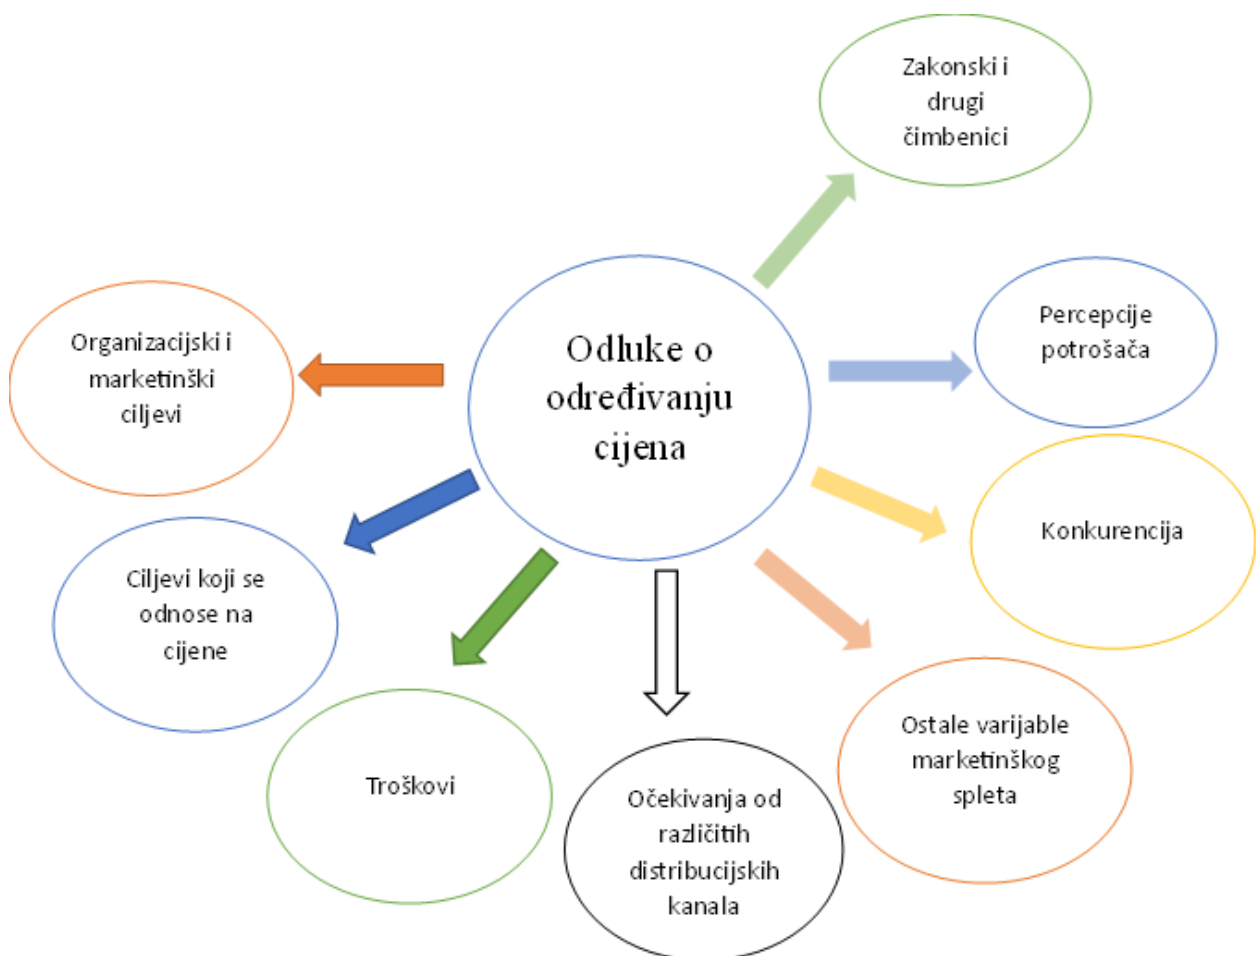 Zakonski i
drugi
čimbenici
Organizacijski i
marketinški
ciljevi
Odluke o
određivanju
cijena
Percepcije
potrošača
Konkurencija
Ciljevi koji se
odnose na
cijene
Troškovi
Očekivanja od
različitih
distribucijskih
kanala
Ostale varijable
marketinškog
spleta